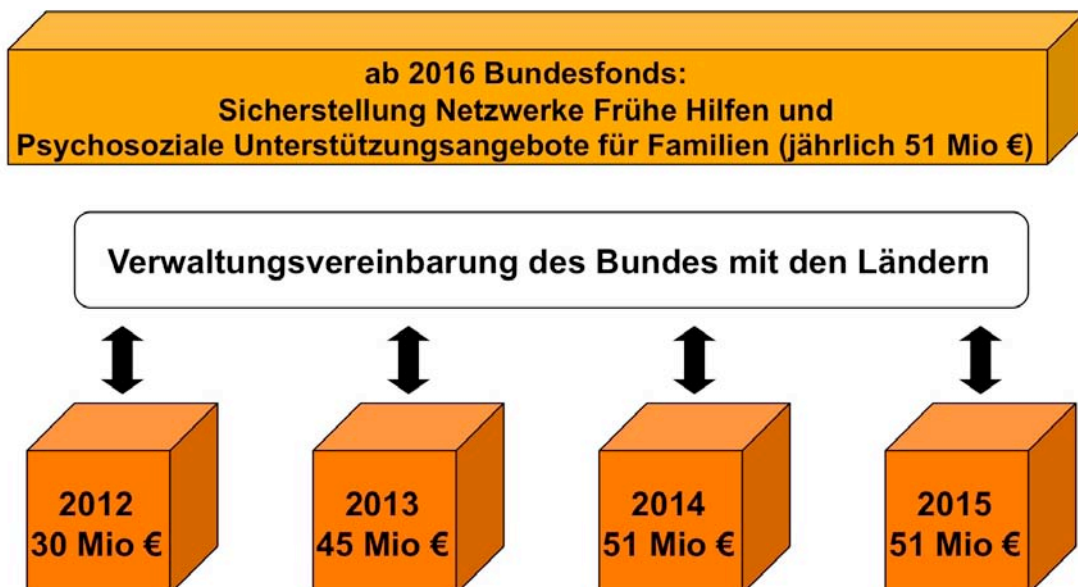 ab 2016 Bundesfonds:
Sicherstellung Netzwerke Frühe Hilfen und
Psychosoziale Unterstützungsangebote für Familien (jährlich 51 Mio €)
Verwaltungsvereinbarung des Bundes mit den Ländern
2012
30 Mio €
2013
45 Mio €
2014
51 Mio €
2015
51 Mio €